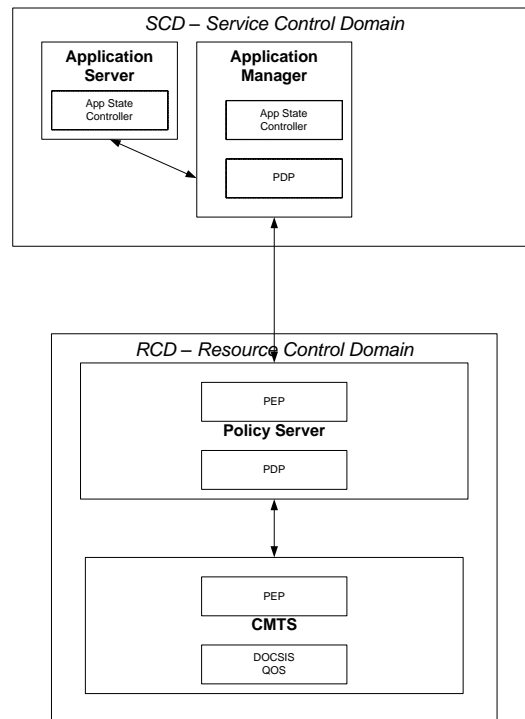 SCD – Service Control Domain
Application
Server
App State
Controller
Application
Manager
App State
Controller
PDP
RCD – Resource Control Domain
PEP
Policy Server
PDP
PEP
CMTS
DOCSIS
QOS